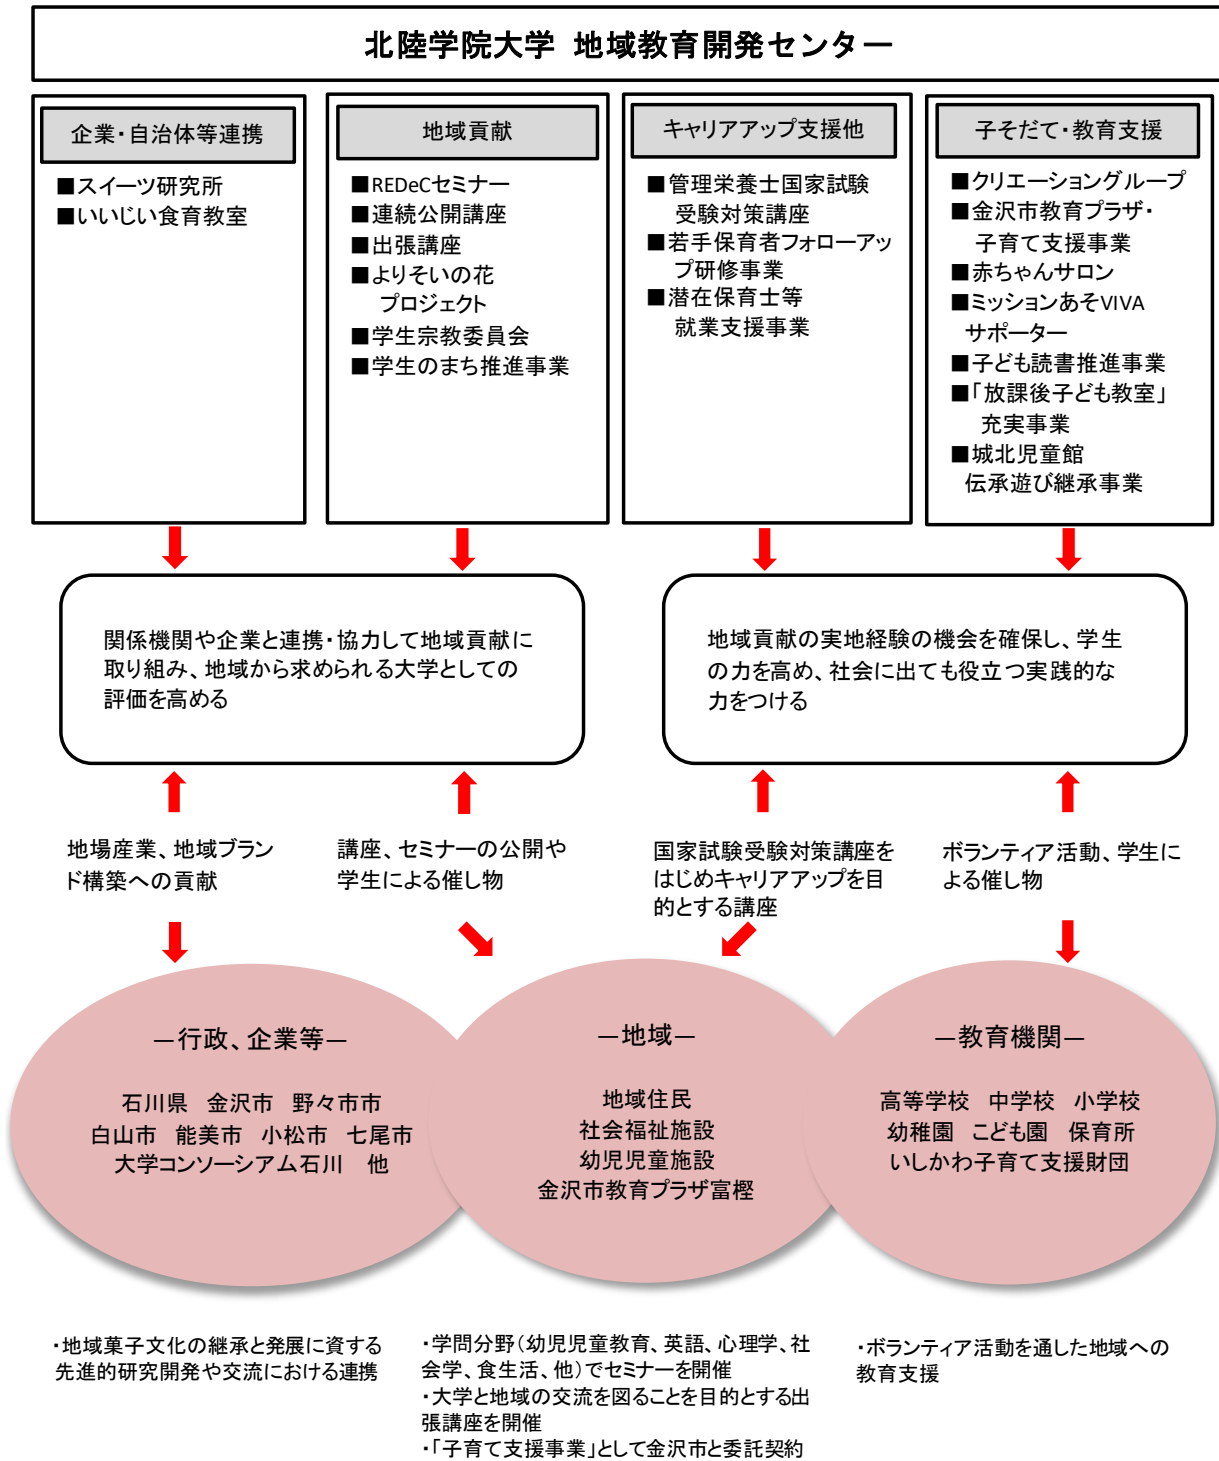 北陸学院大学 地域教育開発センター
企業・自治体等連携
■スイーツ研究所
■いいじい食育教室
地域貢献
■REDeCセミナー
■連続公開講座
■出張講座
■よりそいの花
プロジェクト
■学生宗教委員会
■学生のまち推進事業
キャリアアップ支援他
■管理栄養士国家試験
受験対策講座
■若手保育者フォローアッ
プ研修事業
■潜在保育士等
就業支援事業
子そだて・教育支援
■クリエーショングループ
■金沢市教育プラザ・
子育て支援事業
■赤ちゃんサロン
■ミッションあそVIVA
サポーター
■子ども読書推進事業
■「放課後子ども教室」
充実事業
■城北児童館
伝承遊び継承事業
関係機関や企業と連携・協力して地域貢献に
取り組み、地域から求められる大学としての
評価を高める
地域貢献の実地経験の機会を確保し、学生
の力を高め、社会に出ても役立つ実践的な
力をつける
地場産業、地域ブラン
ド構築への貢献
講座、セミナーの公開や
学生による催し物
国家試験受験対策講座を
はじめキャリアアップを目
的とする講座
ボランティア活動、学生に
よる催し物
―行政、企業等―
石川県 金沢市 野々市市
白山市 能美市 小松市 七尾市
大学コンソーシアム石川 他
―地域―
地域住民
社会福祉施設
幼児児童施設
金沢市教育プラザ富樫
―教育機関―
高等学校 中学校 小学校
幼稚園 こども園 保育所
いしかわ子育て支援財団
・地域菓子文化の継承と発展に資する
先進的研究開発や交流における連携
・学問分野（幼児児童教育、英語、心理学、社
会学、食生活、他）でセミナーを開催
・大学と地域の交流を図ることを目的とする出
張講座を開催
・「子育て支援事業」として金沢市と委託契約
・ボランティア活動を通した地域への
教育支援